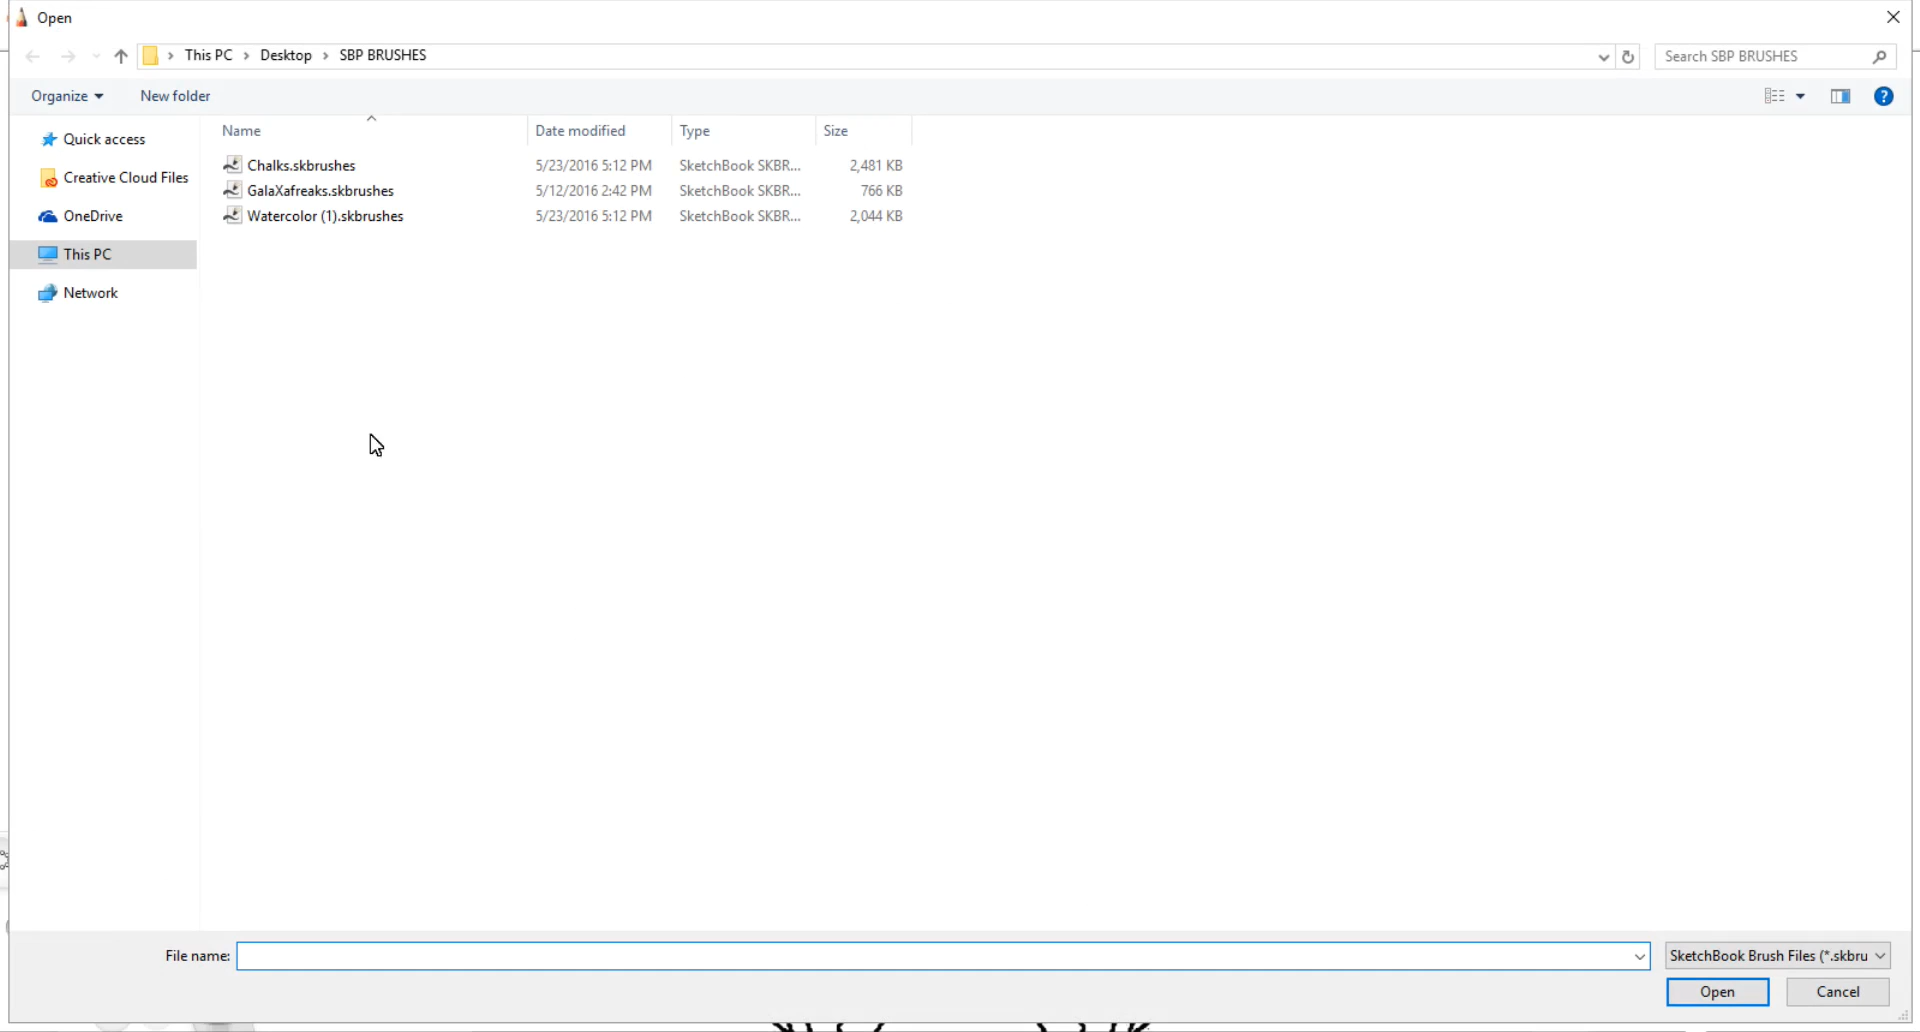 Open
This PC > Desktop > SBP BRUSHES
Search SBP BRUSHES
Organize
New folder
Quick access
Creative Cloud Files
OneDrive
This PC
Network
Name Date modified Type Size
Chalks.skbrushes 5/23/2016 5:12 PM SketchBook SKBR... 2,481 KB
GalaXafreaks.skbrushes 5/12/2016 2:42 PM SketchBook SKBR... 766 KB
Watercolor (1).skbrushes 5/23/2016 5:12 PM SketchBook SKBR... 2,044 KB
File name:
SketchBook Brush Files (*.skbru
Open
Cancel